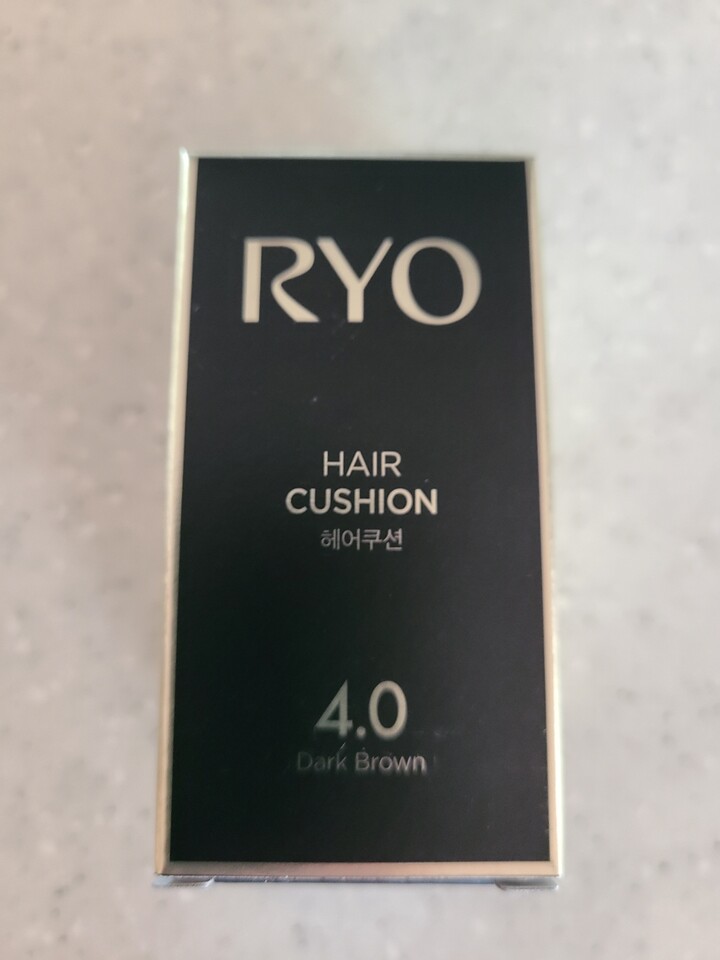 RYO
HAIR
CUSHION
헤어쿠션
4.0
Dark Brown